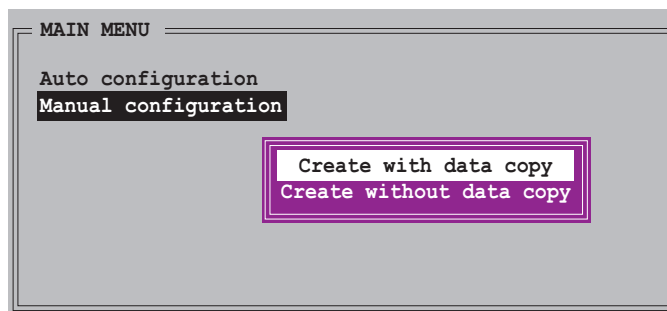 MAIN MENU
Auto configuration
Manual configuration
Create with data copy
Create without data copy